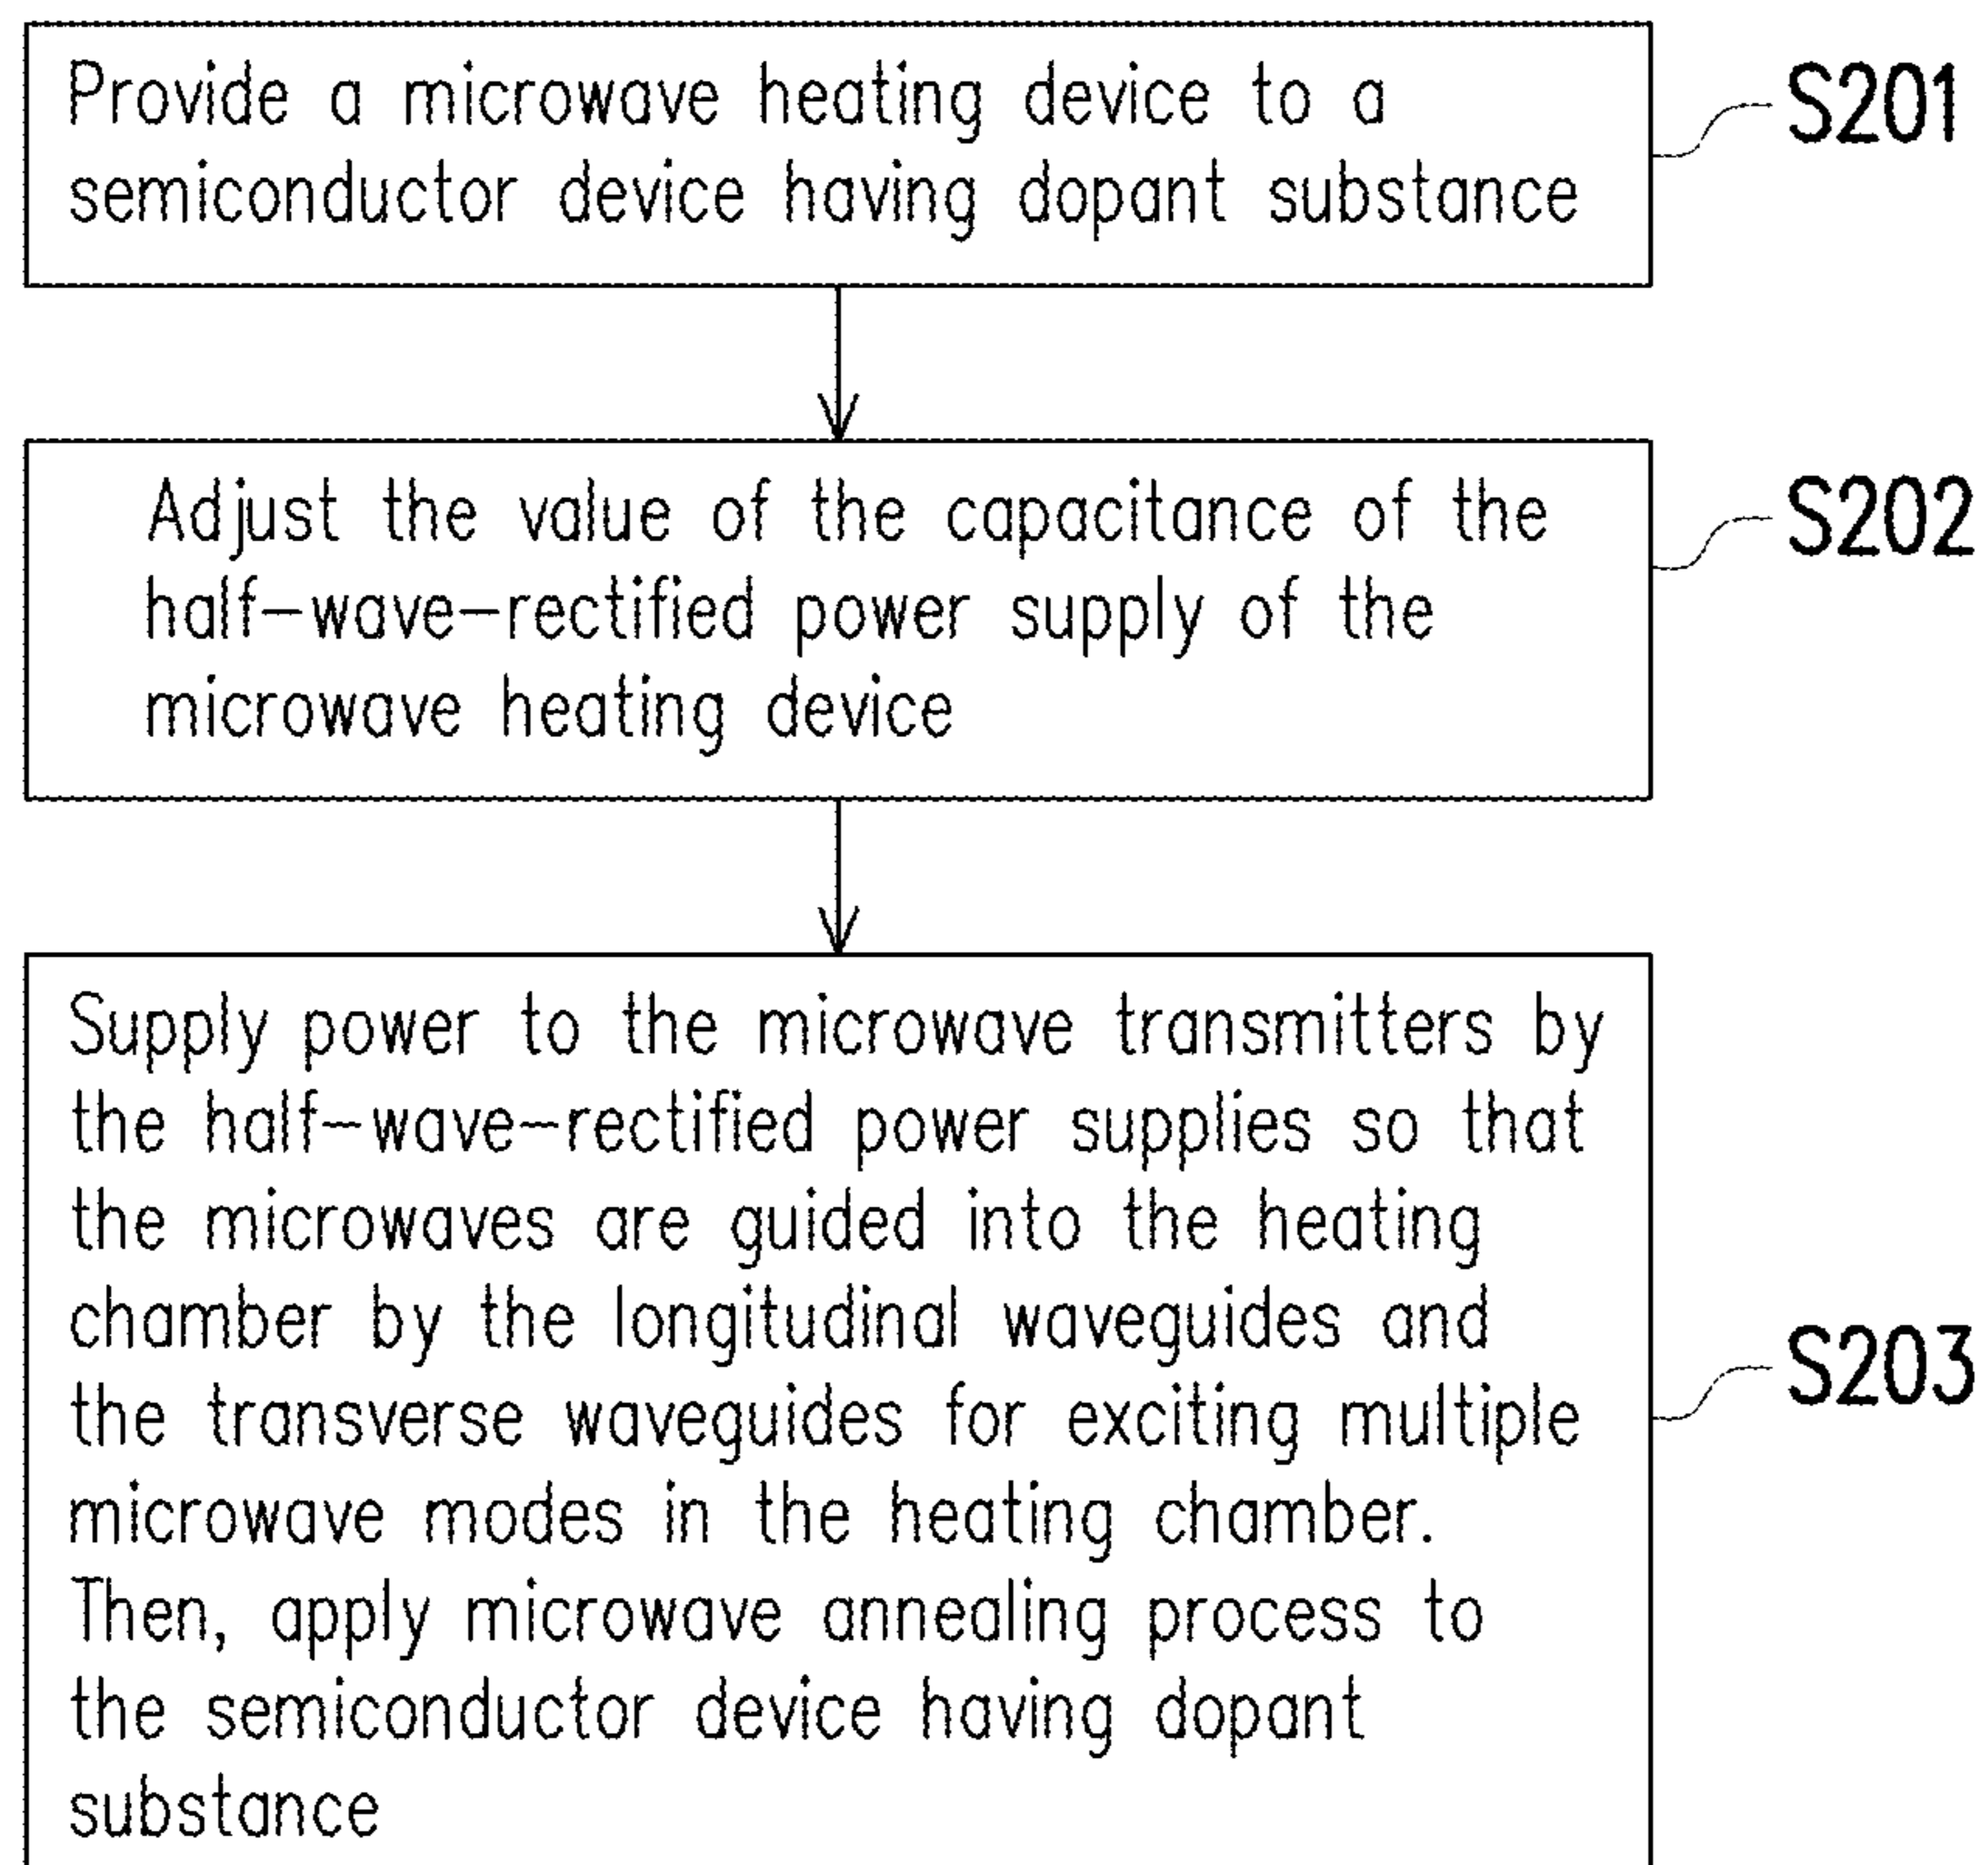 Provide a microwave heating device to a
semiconductor device having dopant substance
S201
Adjust the value of the capacitance of the
half-wave-rectified power supply of the
microwave heating device
S202
Supply power to the microwave transmitters by
the half-wave-rectified power supplies so that
the microwaves are guided into the heating
chamber by the longitudinal waveguides and
the transverse waveguides for exciting multiple
microwave modes in the heating chamber.
Then, apply microwave annealing process to
the semiconductor device having dopant
substance
S203